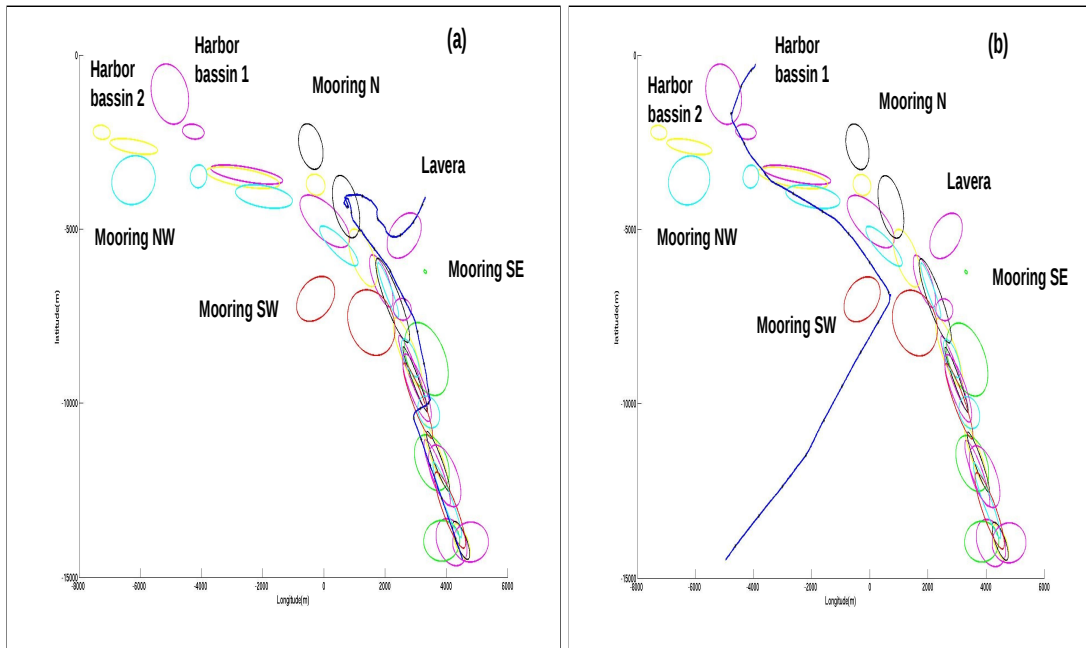 (a)
Harbor
bassin 1
Harbor
bassin 2
Mooring N
Lavera
Mooring NW
Mooring SE
Mooring SW
latitude(m)
0
-5000
-10000
-15000
-8000 -6000 -4000 -2000 0 2000 4000 6000
Longitude(m)
(b)
Harbor
bassin 1
Harbor
bassin 2
Mooring N
Lavera
Mooring NW
Mooring SE
Mooring SW
latitude(m)
0
-5000
-10000
-15000
-8000 -6000 -4000 -2000 0 2000 4000 6000
Longitude(m)